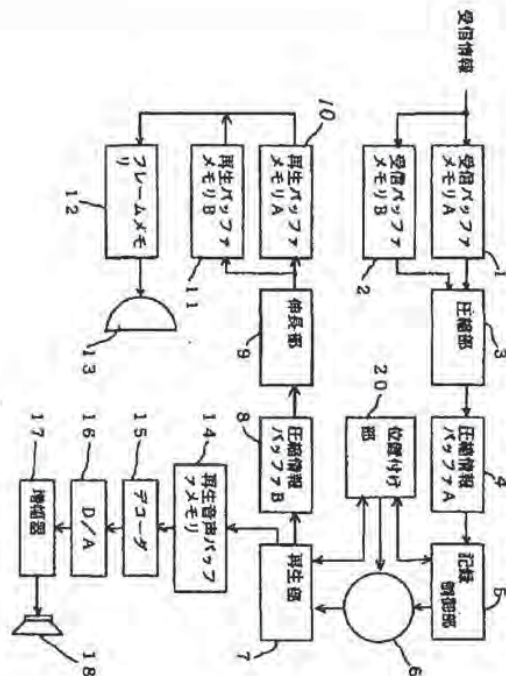 受信情報
受信バッファ
メモリA
1
受信バッファ
メモリB
2
圧縮部
3
圧縮情報
バッファA
4
記録
制御部
5
6
位置付け
部
20
再生部
7
圧縮情報
バッファB
8
伸長部
9
再生バッファ
メモリA
10
再生バッファ
メモリB
11
フレームメモ
リ
12
13
再生音声バッフ
ァメモリ
14
デコーダ
15
D/A
16
増幅器
17
18